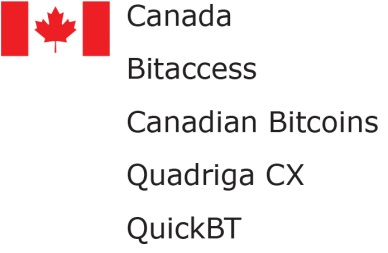 Canada
Bitaccess
Canadian Bitcoins
Quadriga CX
QuickBT